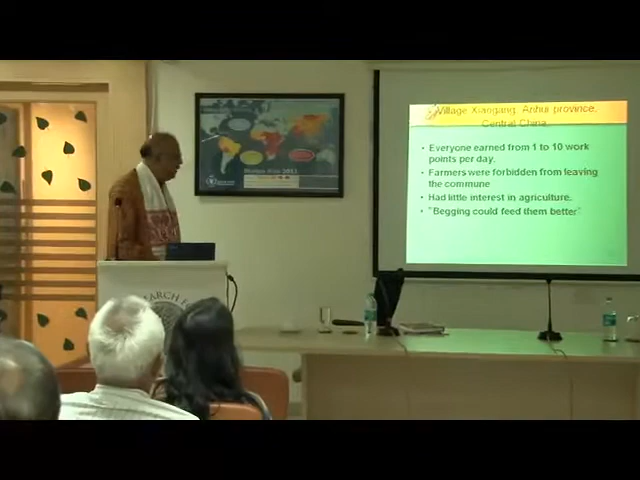 Village Xiaogang, Anhui province,
Central China.
• Everyone earned from 1 to 10 work
points per day.
• Farmers were forbidden from leaving
the commune
• Had little interest in agriculture.
• "Begging could feed them better"